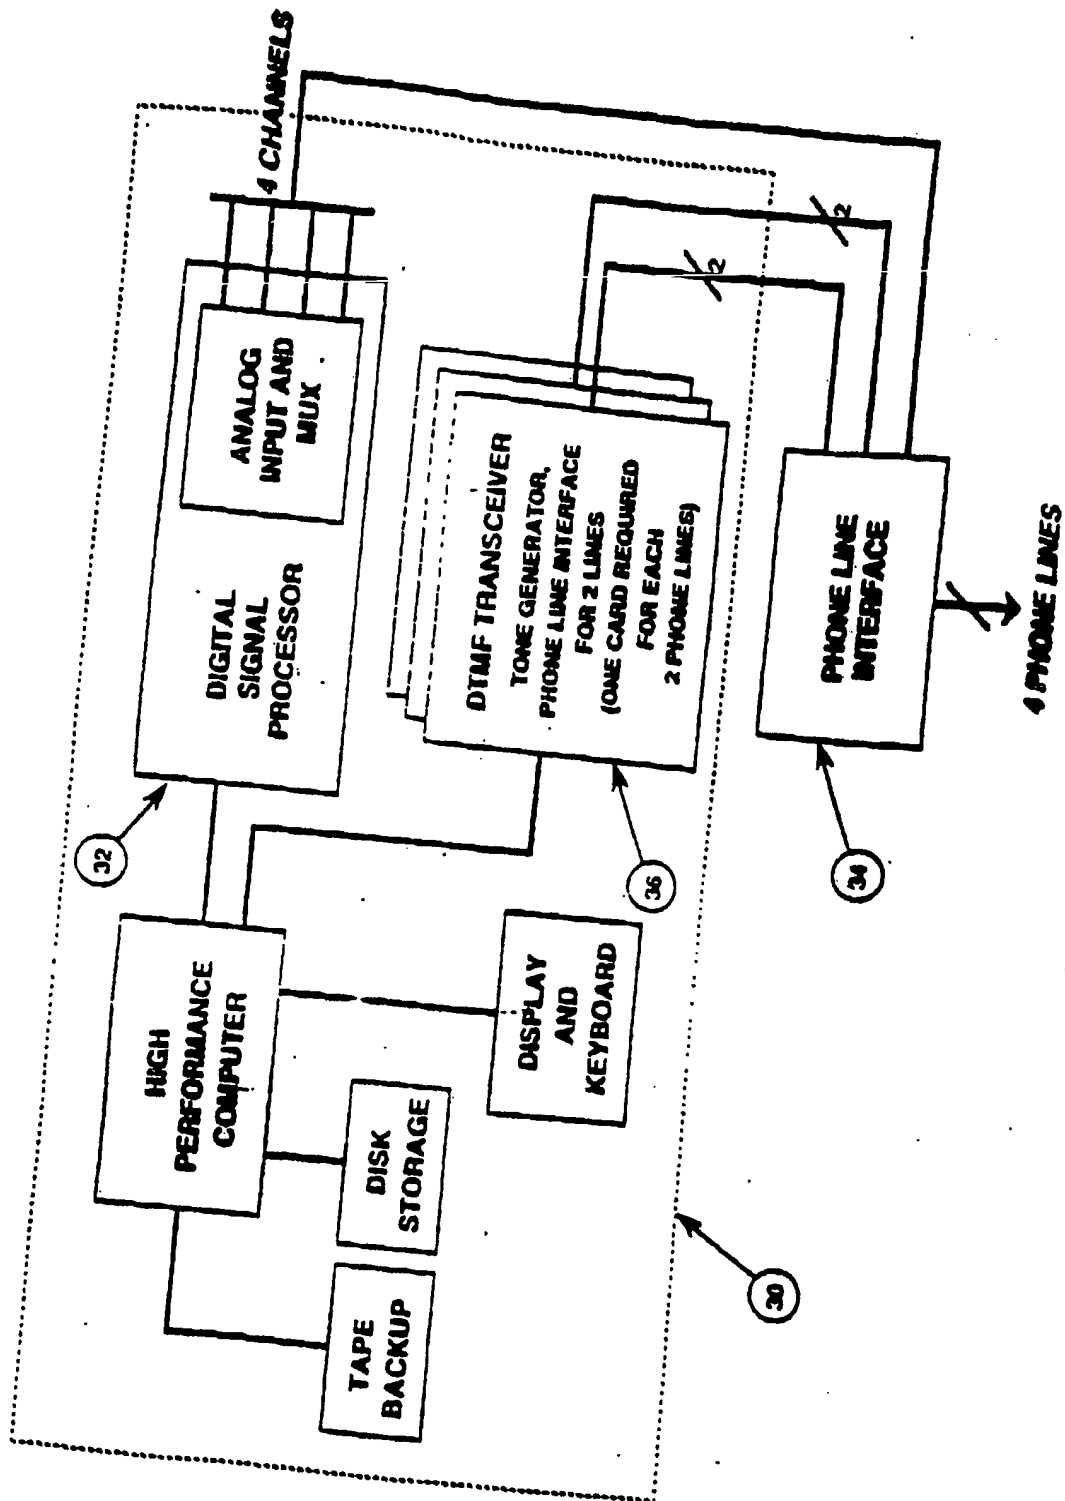 HIGH
PERFORMANCE
COMPUTER
TAPE
BACKUP
DISK
STORAGE
DISPLAY
AND
KEYBOARD
32
DIGITAL
SIGNAL
PROCESSOR
ANALOG
INPUT AND
MUX
4 CHANNELS
DTMF TRANSCEIVER
TONE GENERATOR,
PHONE LINE INTERFACE
FOR 2 LINES
(ONE CARD REQUIRED
FOR EACH
2 PHONE LINES)
36
2
2
30
34
PHONE LINE
INTERFACE
4 PHONE LINES